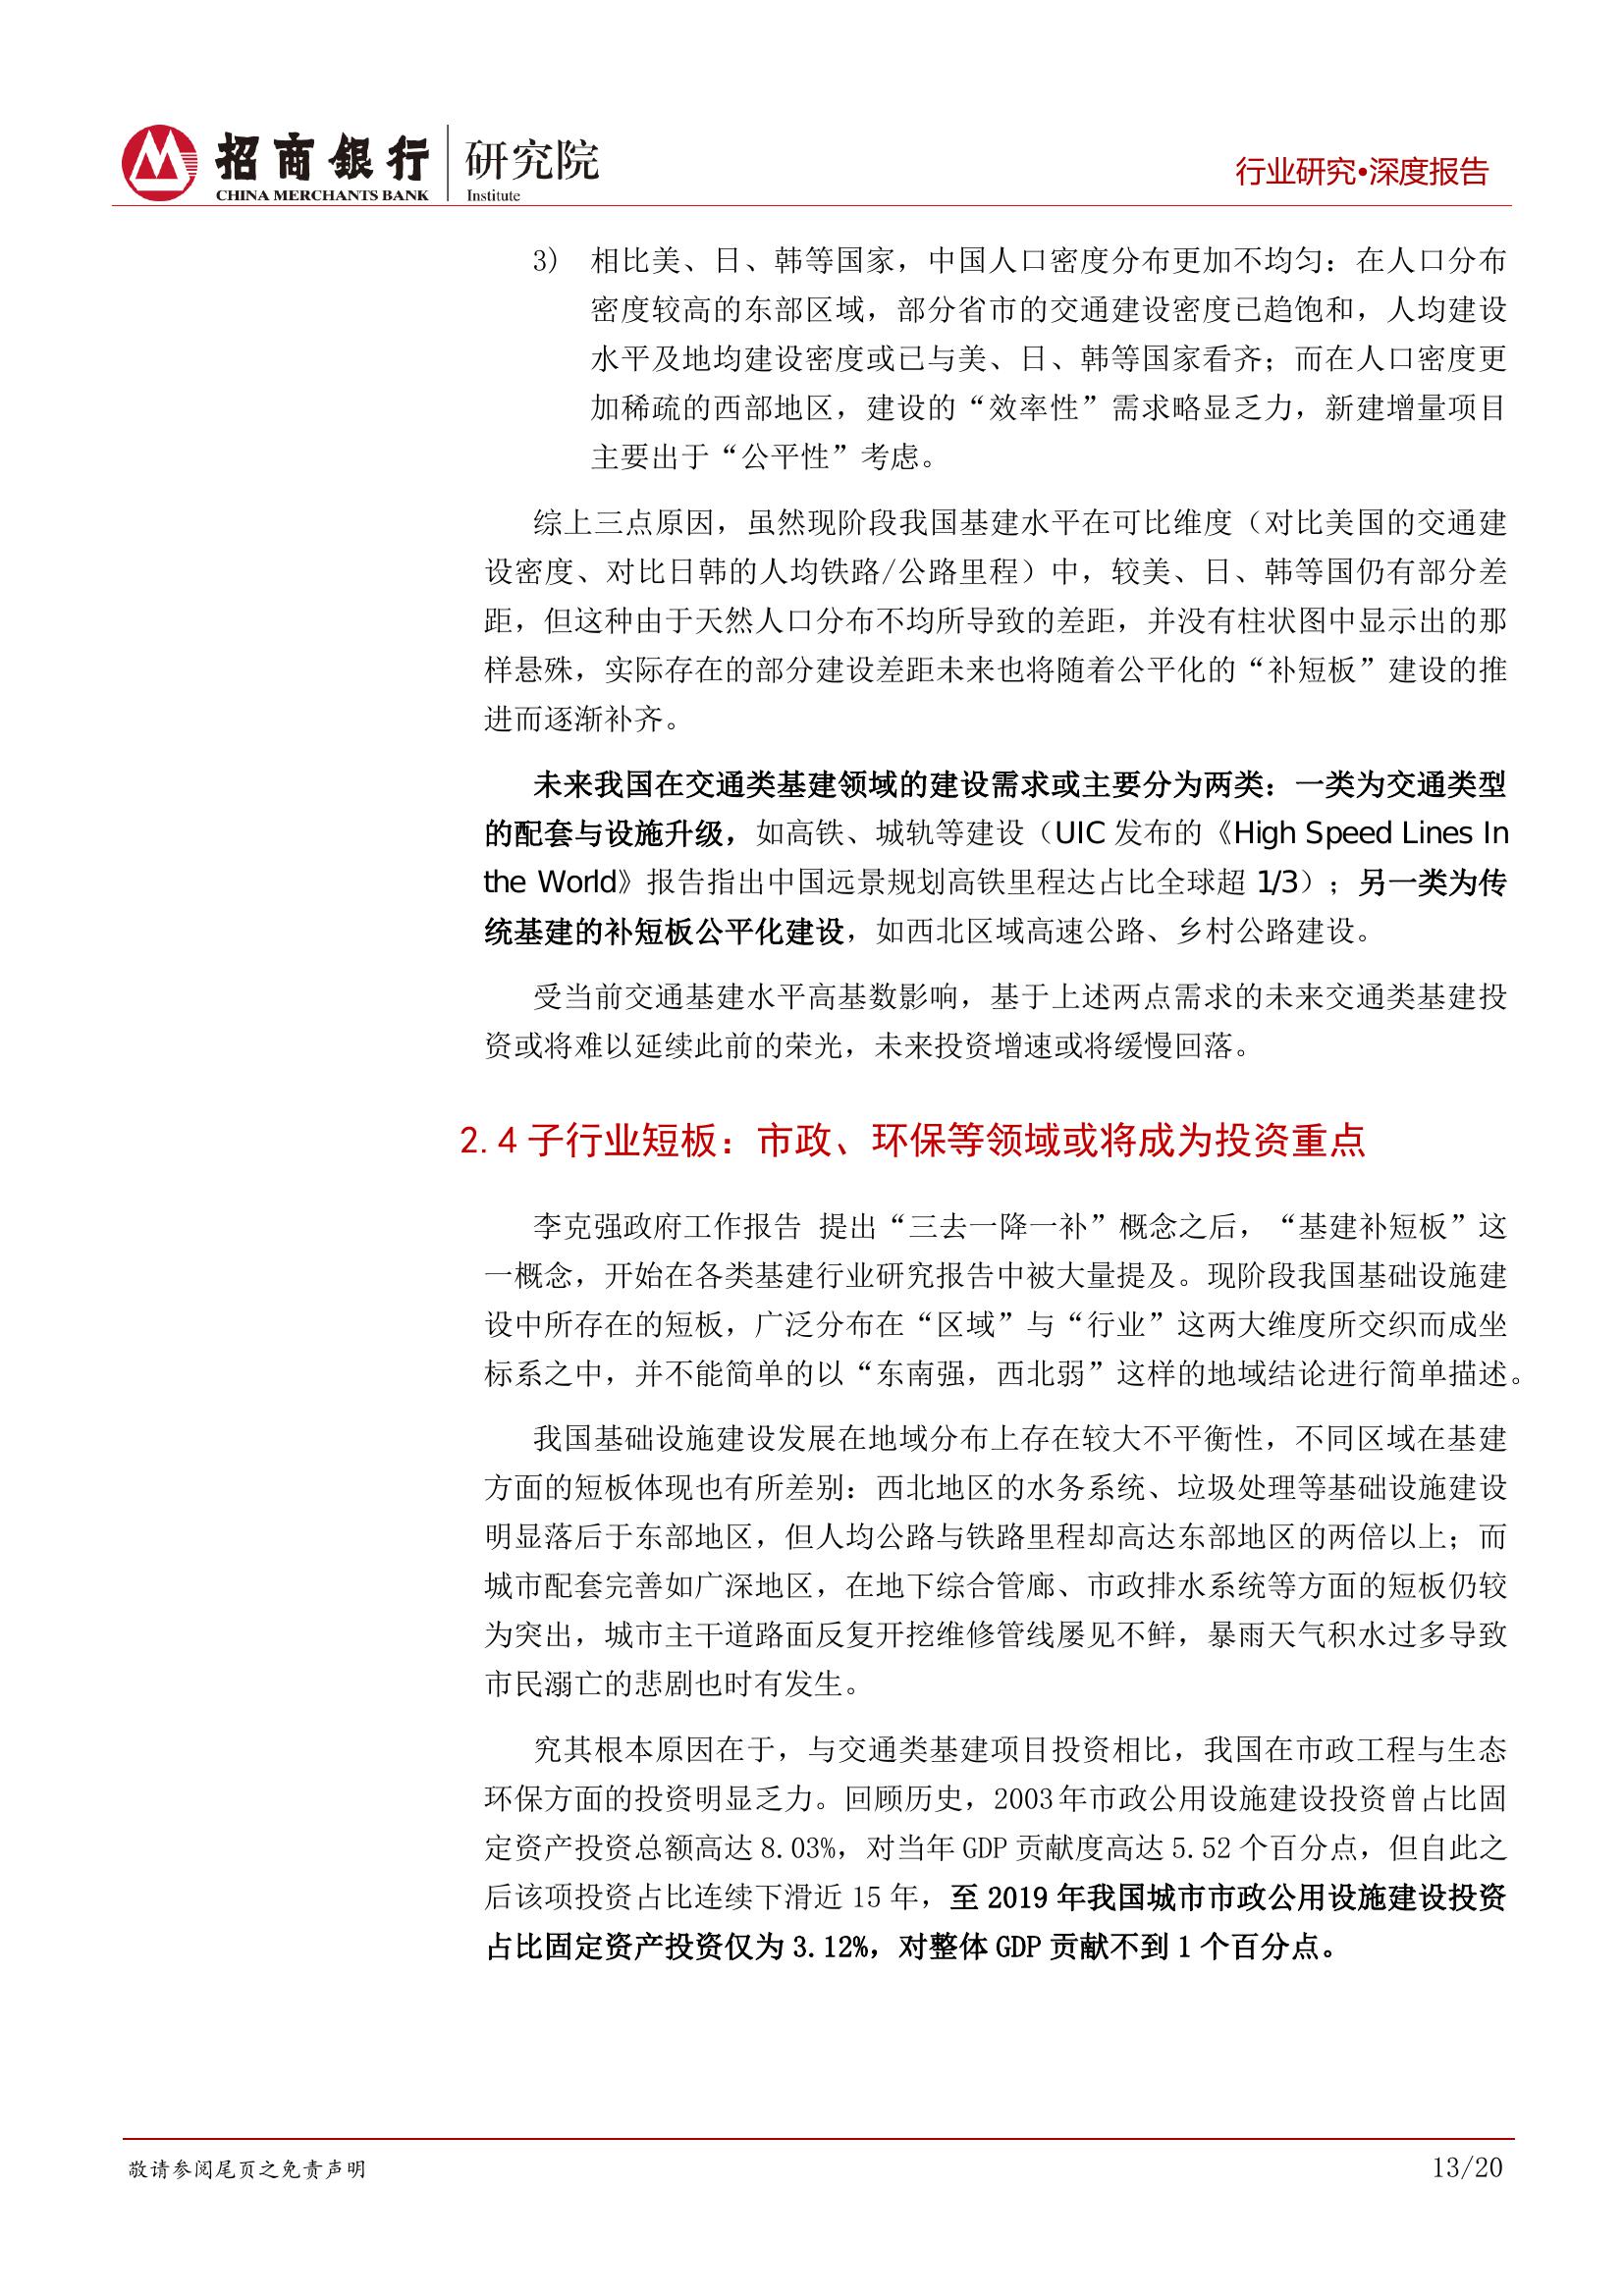 招商银行 研究院
CHINA MERCHANTS BANK Institute
行业研究•深度报告
3) 相比美、日、韩等国家，中国人口密度分布更加不均匀：在人口分布
密度较高的东部区域，部分省市的交通建设密度已趋饱和，人均建设
水平及地均建设密度或已与美、日、韩等国家看齐；而在人口密度更
加稀疏的西部地区，建设的“效率性”需求略显乏力，新建增量项目
主要出于“公平性”考虑。
综上三点原因，虽然现阶段我国基建水平在可比维度（对比美国的交通建
设密度、对比日韩的人均铁路/公路里程）中，较美、日、韩等国仍有部分差
距，但这种由于天然人口分布不均所导致的差距，并没有柱状图中显示出的那
样悬殊，实际存在的部分建设差距未来也将随着公平化的“补短板”建设的推
进而逐渐补齐。
未来我国在交通类基建领域的建设需求或主要分为两类：一类为交通类型
的配套与设施升级，如高铁、城轨等建设（UIC 发布的《High Speed Lines In
the World》报告指出中国远景规划高铁里程达占比全球超 1/3）；另一类为传
统基建的补短板公平化建设，如西北区域高速公路、乡村公路建设。
受当前交通基建水平高基数影响，基于上述两点需求的未来交通类基建投
资或将难以延续此前的荣光，未来投资增速或将缓慢回落。
2.4 子行业短板：市政、环保等领域或将成为投资重点
李克强政府工作报告 提出“三去一降一补”概念之后，“基建补短板”这
一概念，开始在各类基建行业研究报告中被大量提及。现阶段我国基础设施建
设中所存在的短板，广泛分布在“区域”与“行业”这两大维度所交织而成坐
标系之中，并不能简单的以“东南强，西北弱”这样的地域结论进行简单描述。
我国基础设施建设发展在地域分布上存在较大不平衡性，不同区域在基建
方面的短板体现也有所差别：西北地区的水务系统、垃圾处理等基础设施建设
明显落后于东部地区，但人均公路与铁路里程却高达东部地区的两倍以上；而
城市配套完善如广深地区，在地下综合管廊、市政排水系统等方面的短板仍较
为突出，城市主干道路面反复开挖维修管线屡见不鲜，暴雨天气积水过多导致
市民溺亡的悲剧也时有发生。
究其根本原因在于，与交通类基建项目投资相比，我国在市政工程与生态
环保方面的投资明显乏力。回顾历史，2003 年市政公用设施建设投资曾占比固
定资产投资总额高达 8.03%，对当年 GDP 贡献度高达 5.52 个百分点，但自此之
后该项投资占比连续下滑近 15 年，至 2019 年我国城市市政公用设施建设投资
占比固定资产投资仅为 3.12%，对整体 GDP 贡献不到 1 个百分点。
敬请参阅尾页之免责声明
13/20